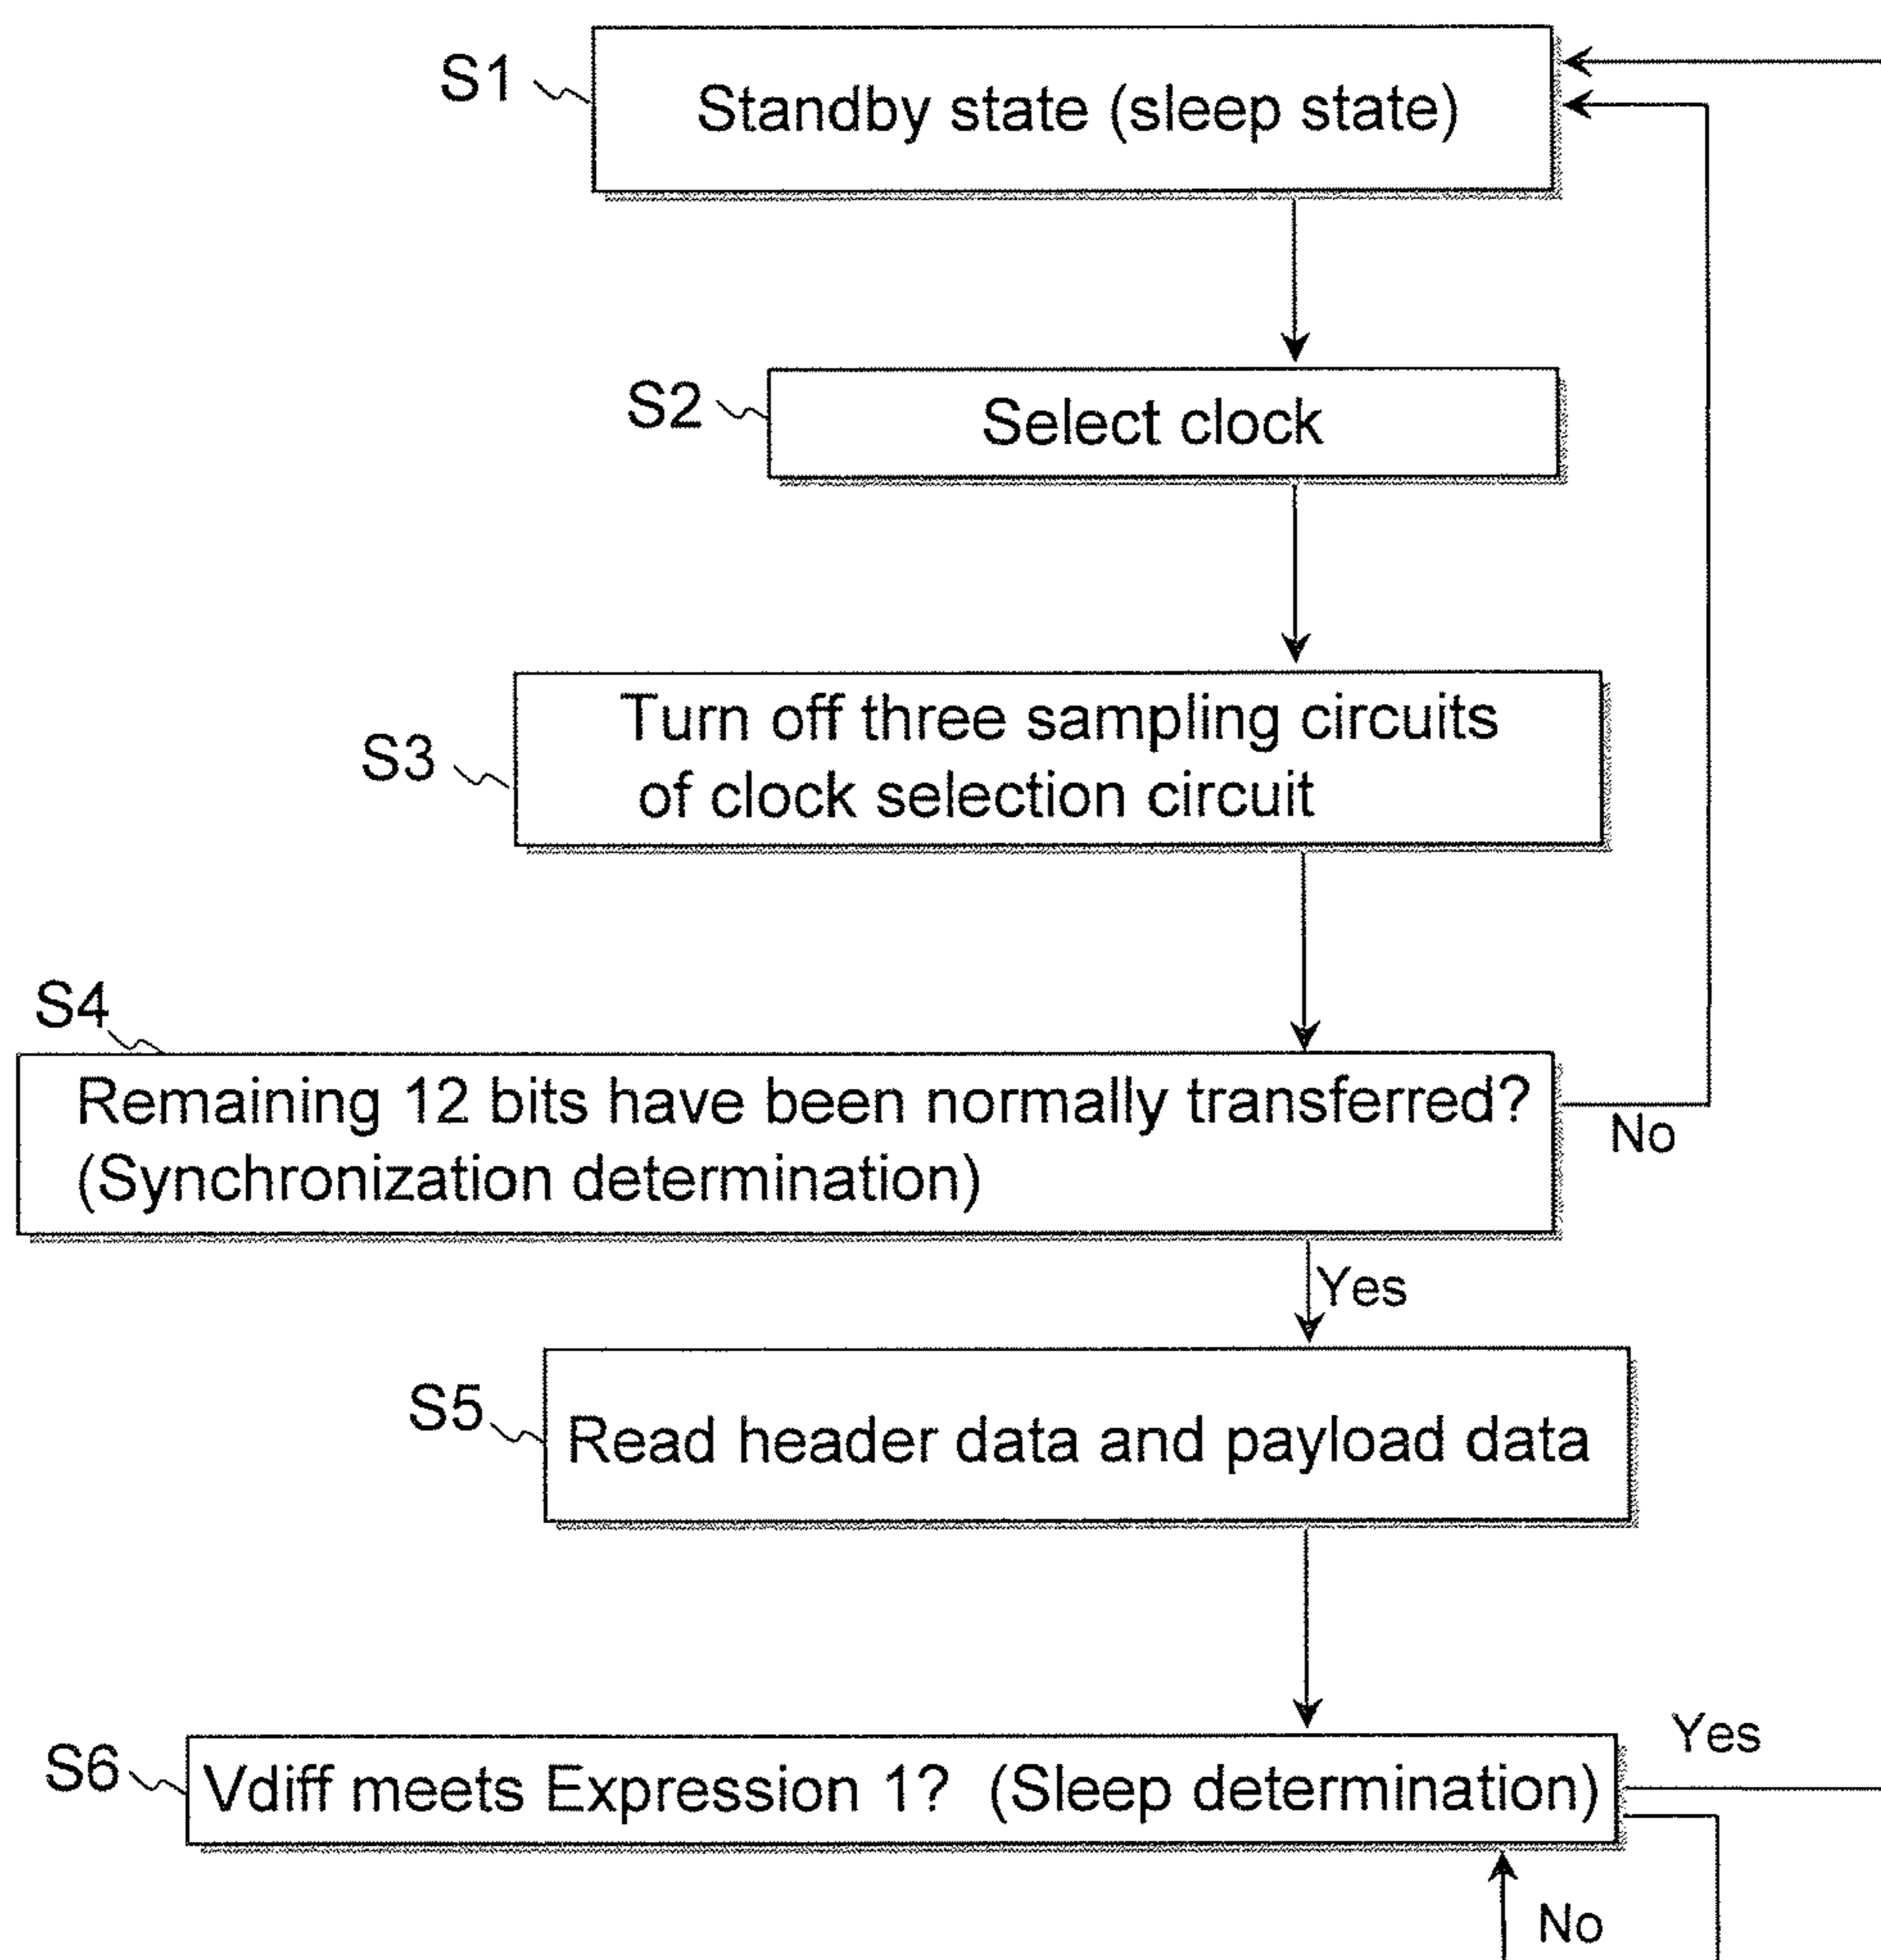 S1
Standby state (sleep state)
S2
Select clock
S3
Turn off three sampling circuits
of clock selection circuit
S4
Remaining 12 bits have been normally transferred?
(Synchronization determination)
No
Yes
S5
Read header data and payload data
S6
Vdiff meets Expression 1? (Sleep determination)
Yes
No